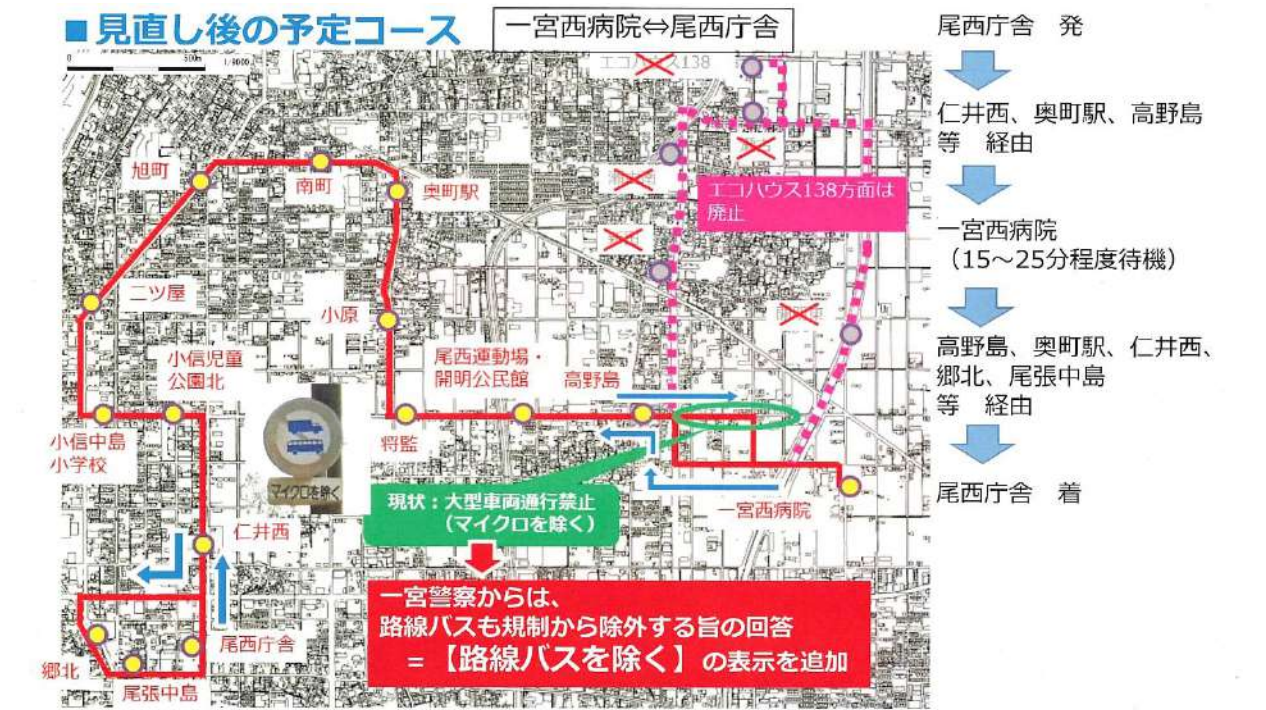 ■見直し後の予定コース
一宮西病院⇔尾西庁舎
0 500m 1/8000
エコハウス138
旭町
南町
奥町駅
エコハウス138方面は
廃止
二ツ屋
小原
小信児童
公園北
尾西運動場・
開明公民館
高野島
小信中島
小学校
将監
マイクロを除く
現状：大型車両通行禁止
（マイクロを除く）
一宮西病院
仁井西
一宮警察からは、
路線バスも規制から除外する旨の回答
=【路線バスを除く】の表示を追加
尾西庁舎
郷北
尾張中島
尾西庁舎 発
仁井西、奥町駅、高野島
等 経由
一宮西病院
（15～25分程度待機）
高野島、奥町駅、仁井西、
郷北、尾張中島
等 経由
尾西庁舎 着